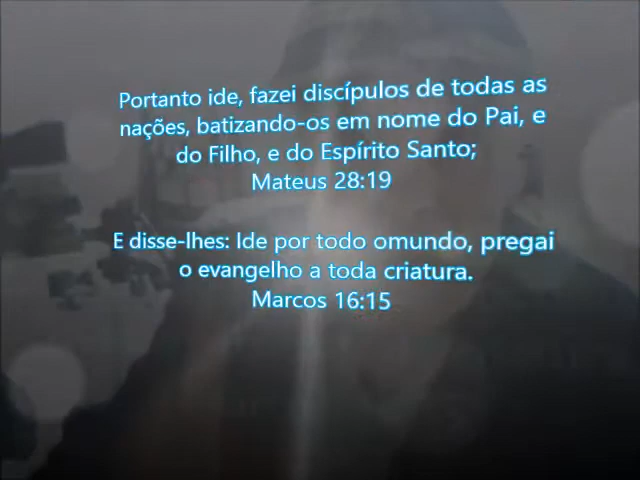 Portanto ide, fazei discípulos de todas as
nações, batizando-os em nome do Pai, e
do Filho, e do Espírito Santo;
Mateus 28:19
E disse-lhes: Ide por todo omundo, pregai
o evangelho a toda criatura.
Marcos 16:15